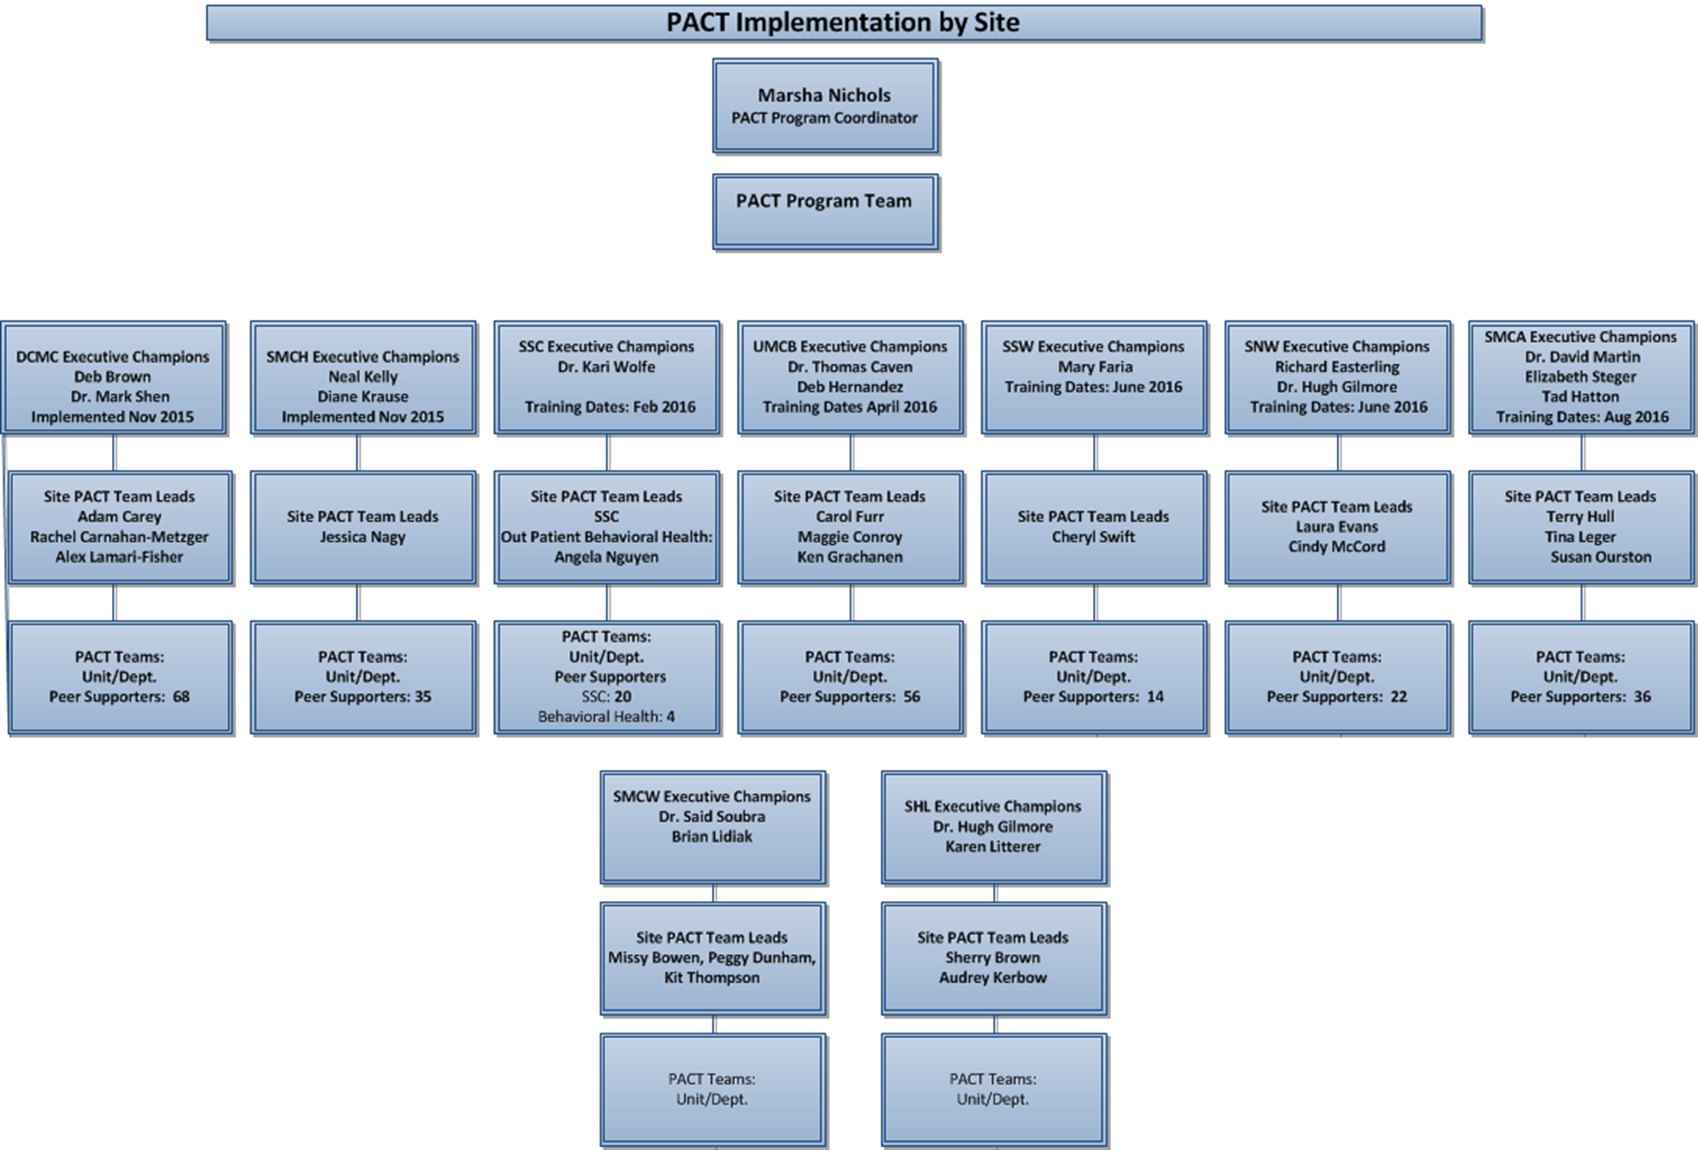 PACT Implementation by Site
Marsha Nichols
PACT Program Coordinator
PACT Program Team
DCMC Executive Champions
Deb Brown
Dr. Mark Shen
Implemented Nov 2015
SMCH Executive Champions
Neal Kelly
Diane Krause
Implemented Nov 2015
SSC Executive Champions
Dr. Kari Wolfe
Training Dates: Feb 2016
UMCB Executive Champions
Dr. Thomas Caven
Deb Hernandez
Training Dates April 2016
SSW Executive Champions
Mary Faria
Training Dates: June 2016
SNW Executive Champions
Richard Easterling
Dr. Hugh Gilmore
Training Dates: June 2016
SMCA Executive Champions
Dr. David Martin
Elizabeth Steger
Tad Hatton
Training Dates: Aug 2016
Site PACT Team Leads
Adam Carey
Rachel Carnahan-Metzger
Alex Lamari-Fisher
Site PACT Team Leads
Jessica Nagy
Site PACT Team Leads
SSC
Out Patient Behavioral Health:
Angela Nguyen
Site PACT Team Leads
Carol Furr
Maggie Conroy
Ken Grachanen
Site PACT Team Leads
Cheryl Swift
Site PACT Team Leads
Laura Evans
Cindy McCord
Site PACT Team Leads
Terry Hull
Tina Leger
Susan Ourston
PACT Teams:
Unit/Dept.
Peer Supporters: 68
PACT Teams:
Unit/Dept.
Peer Supporters: 35
PACT Teams:
Unit/Dept.
Peer Supporters
SSC: 20
Behavioral Health: 4
PACT Teams:
Unit/Dept.
Peer Supporters: 56
PACT Teams:
Unit/Dept.
Peer Supporters: 14
PACT Teams:
Unit/Dept.
Peer Supporters: 22
PACT Teams:
Unit/Dept.
Peer Supporters: 36
SMCW Executive Champions
Dr. Said Soubra
Brian Lidiak
SHL Executive Champions
Dr. Hugh Gilmore
Karen Litterer
Site PACT Team Leads
Missy Bowen, Peggy Dunham,
Kit Thompson
Site PACT Team Leads
Sherry Brown
Audrey Kerbow
PACT Teams:
Unit/Dept.
PACT Teams:
Unit/Dept.